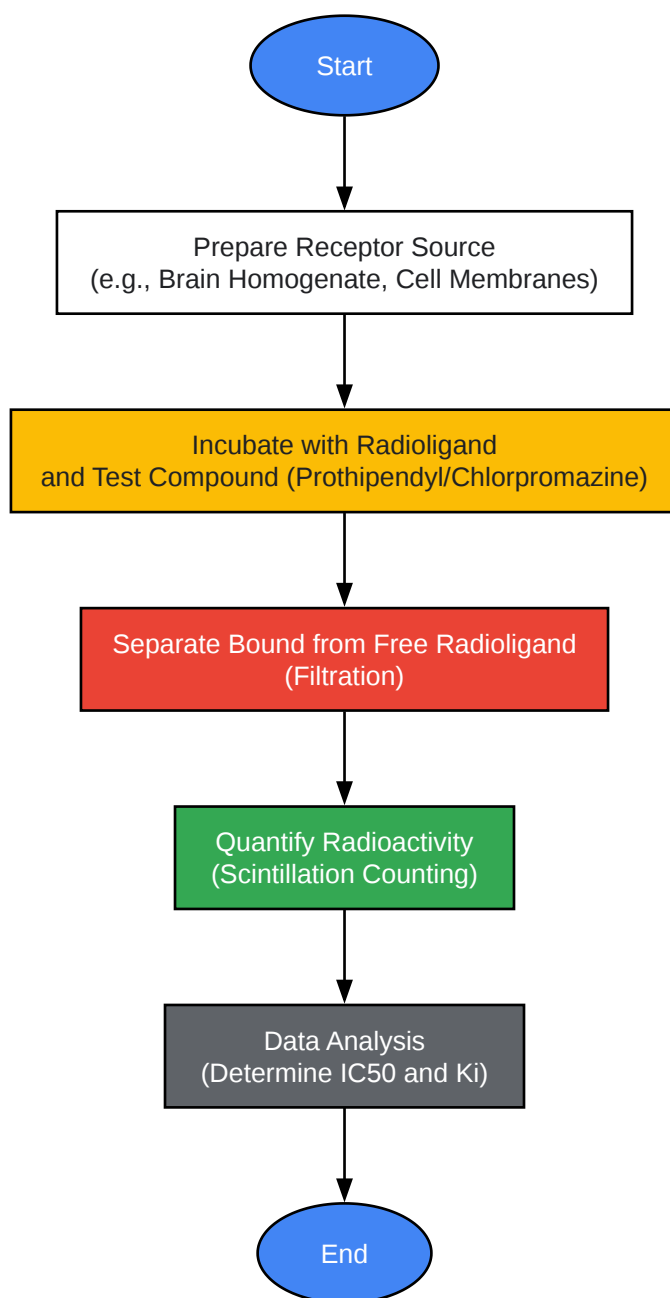 Start
Prepare Receptor Source
(e.g., Brain Homogenate, Cell Membranes)
Incubate with Radioligand
and Test Compound (Prothipendyl/Chlorpromazine)
Separate Bound from Free Radioligand
(Filtration)
Quantify Radioactivity
(Scintillation Counting)
Data Analysis
(Determine IC50 and Ki)
End